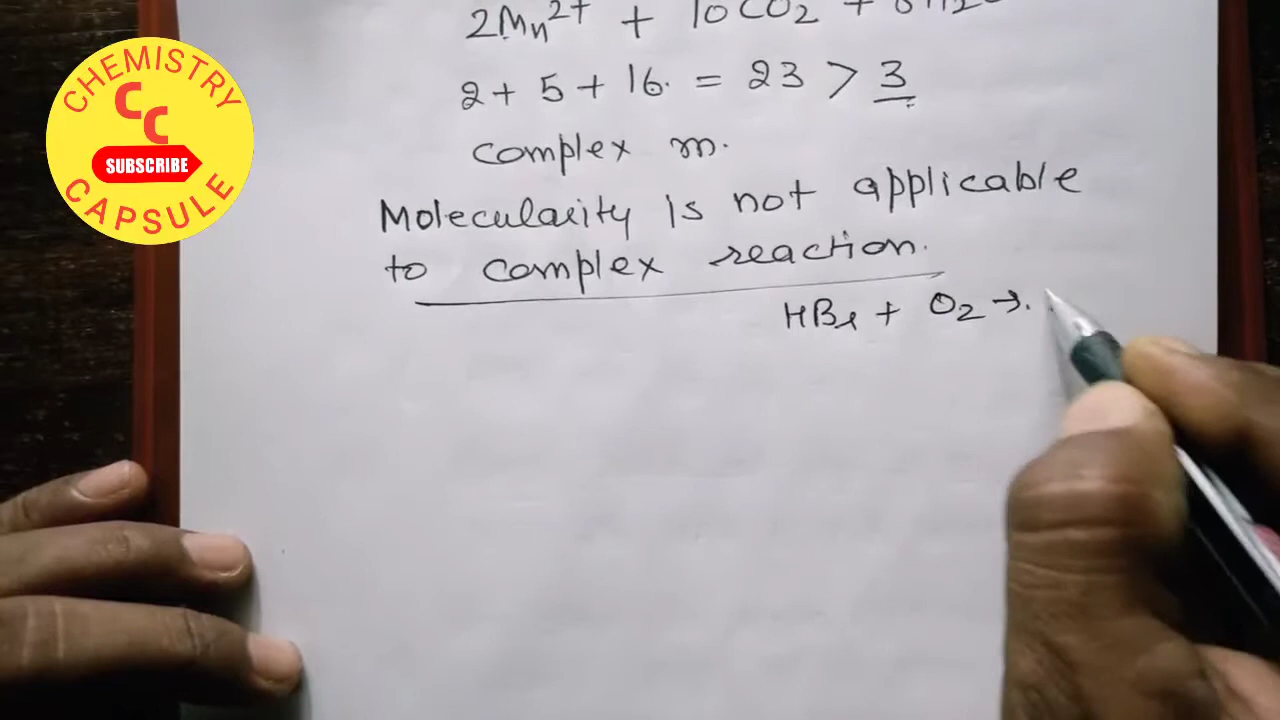 CHEMISTRY
CC
SUBSCRIBE
CAPSULE
2Mn²⁺ + 10CO₂ +
2 + 5 + 16. = 23 > 3
complex m.
Molecularity is not applicable
to complex reaction.
HBr + O₂ →.